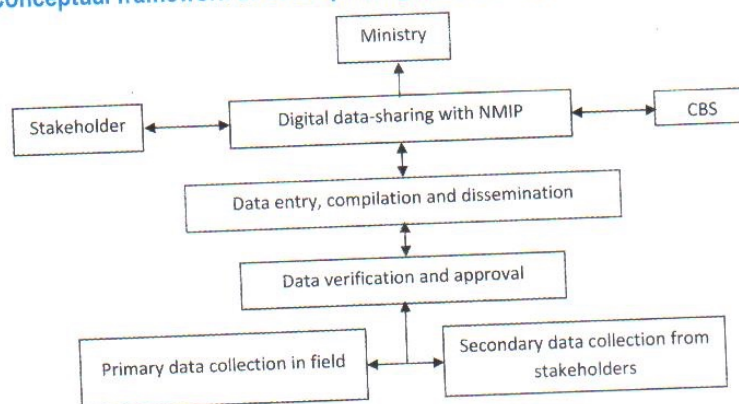 conceptual framework
Ministry
Stakeholder
Digital data-sharing with NMIP
CBS
Data entry, compilation and dissemination
Data verification and approval
Primary data collection in field
Secondary data collection from
stakeholders